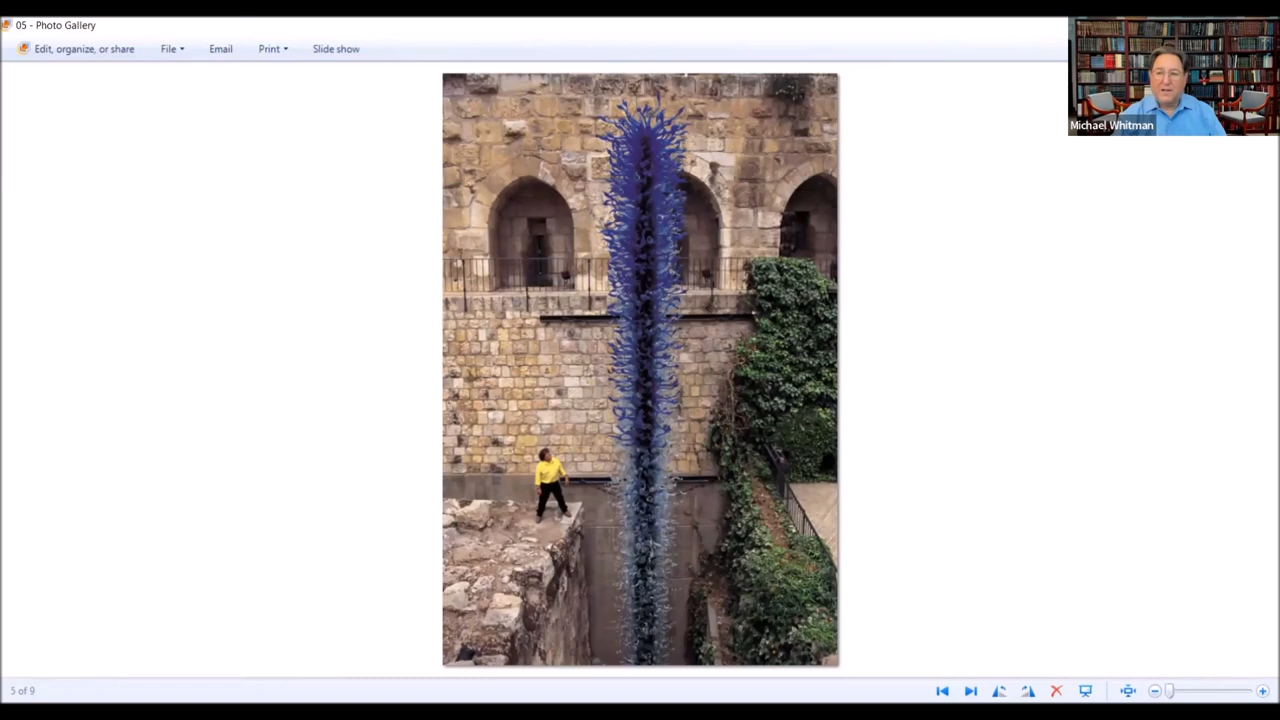 05 - Photo Gallery
Edit, organize, or share File Email Print Slide show
Michael Whitman
5 of 9